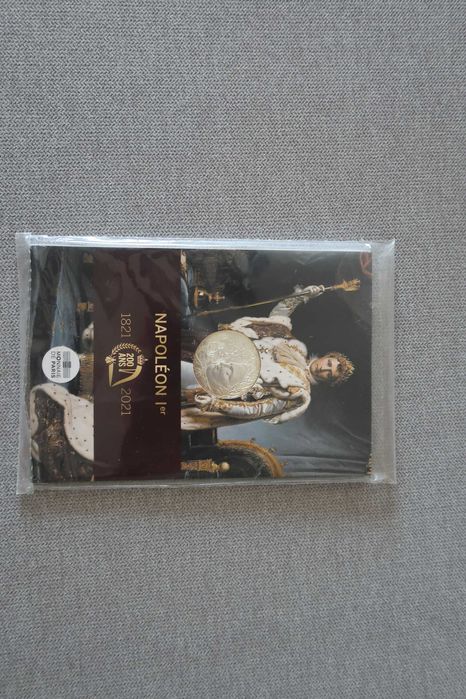 NAPOLÉON Ier
1821
200
ANS
2021
MONNAIE
DE PARIS